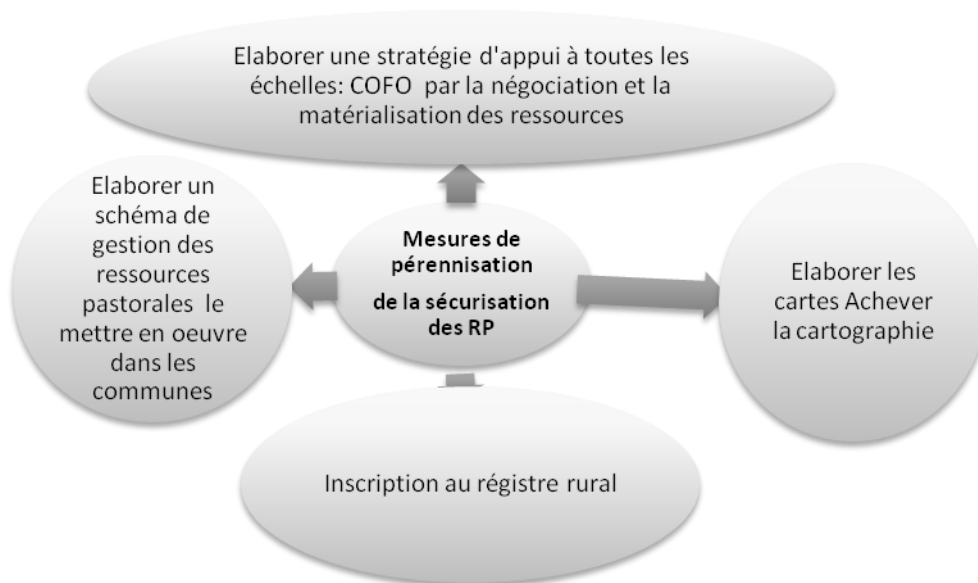 Elaborer une stratégie d'appui à toutes les
échelles: COFO par la négociation et la
matérialisation des ressources
Elaborer un
schéma de
gestion des
ressources
pastorales le
mettre en oeuvre
dans les
communes
Mesures de
pérennisation
de la sécurisation
des RP
Elaborer les
cartes Achever
la cartographie
Inscription au régistre rural